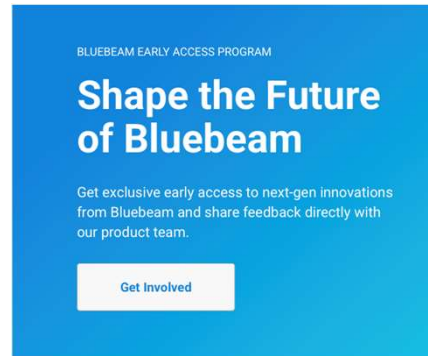 BLUEBEAM EARLY ACCESS PROGRAM
Shape the Future
of Bluebeam
Get exclusive early access to next-gen innovations
from Bluebeam and share feedback directly with
our product team.
Get Involved